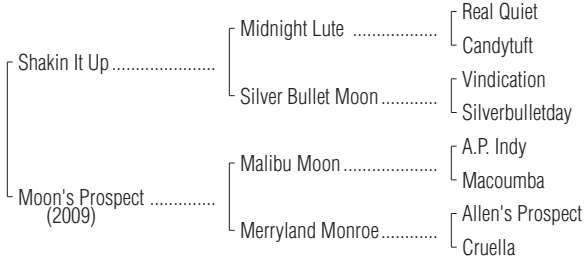 Real Quiet
Midnight Lute ..................
Candytuft
Shakin It Up ......................
Vindication
Silver Bullet Moon ............
Silverbulletday
A.P. Indy
Malibu Moon ....................
Macoumba
Moon's Prospect ..............
(2009)
Allen's Prospect
Merryland Monroe ............
Cruella